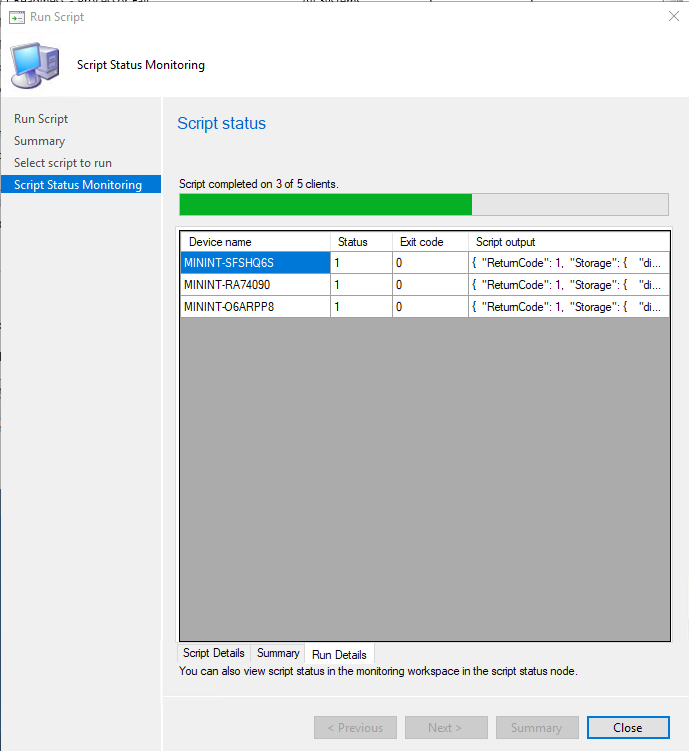 Run Script
Script Status Monitoring
Run Script
Summary
Select script to run
Script Status Monitoring
Script status
Script completed on 3 of 5 clients.
Device name Status Exit code Script output
MININT-SFSHQ6S 1 0 { "ReturnCode": 1, "Storage": { "di...
MININT-RA74090 1 0 { "ReturnCode": 1, "Storage": { "di...
MININT-O6ARPP8 1 0 { "ReturnCode": 1, "Storage": { "di...
Script Details Summary Run Details
You can also view script status in the monitoring workspace in the script status node.
< Previous Next > Summary Close